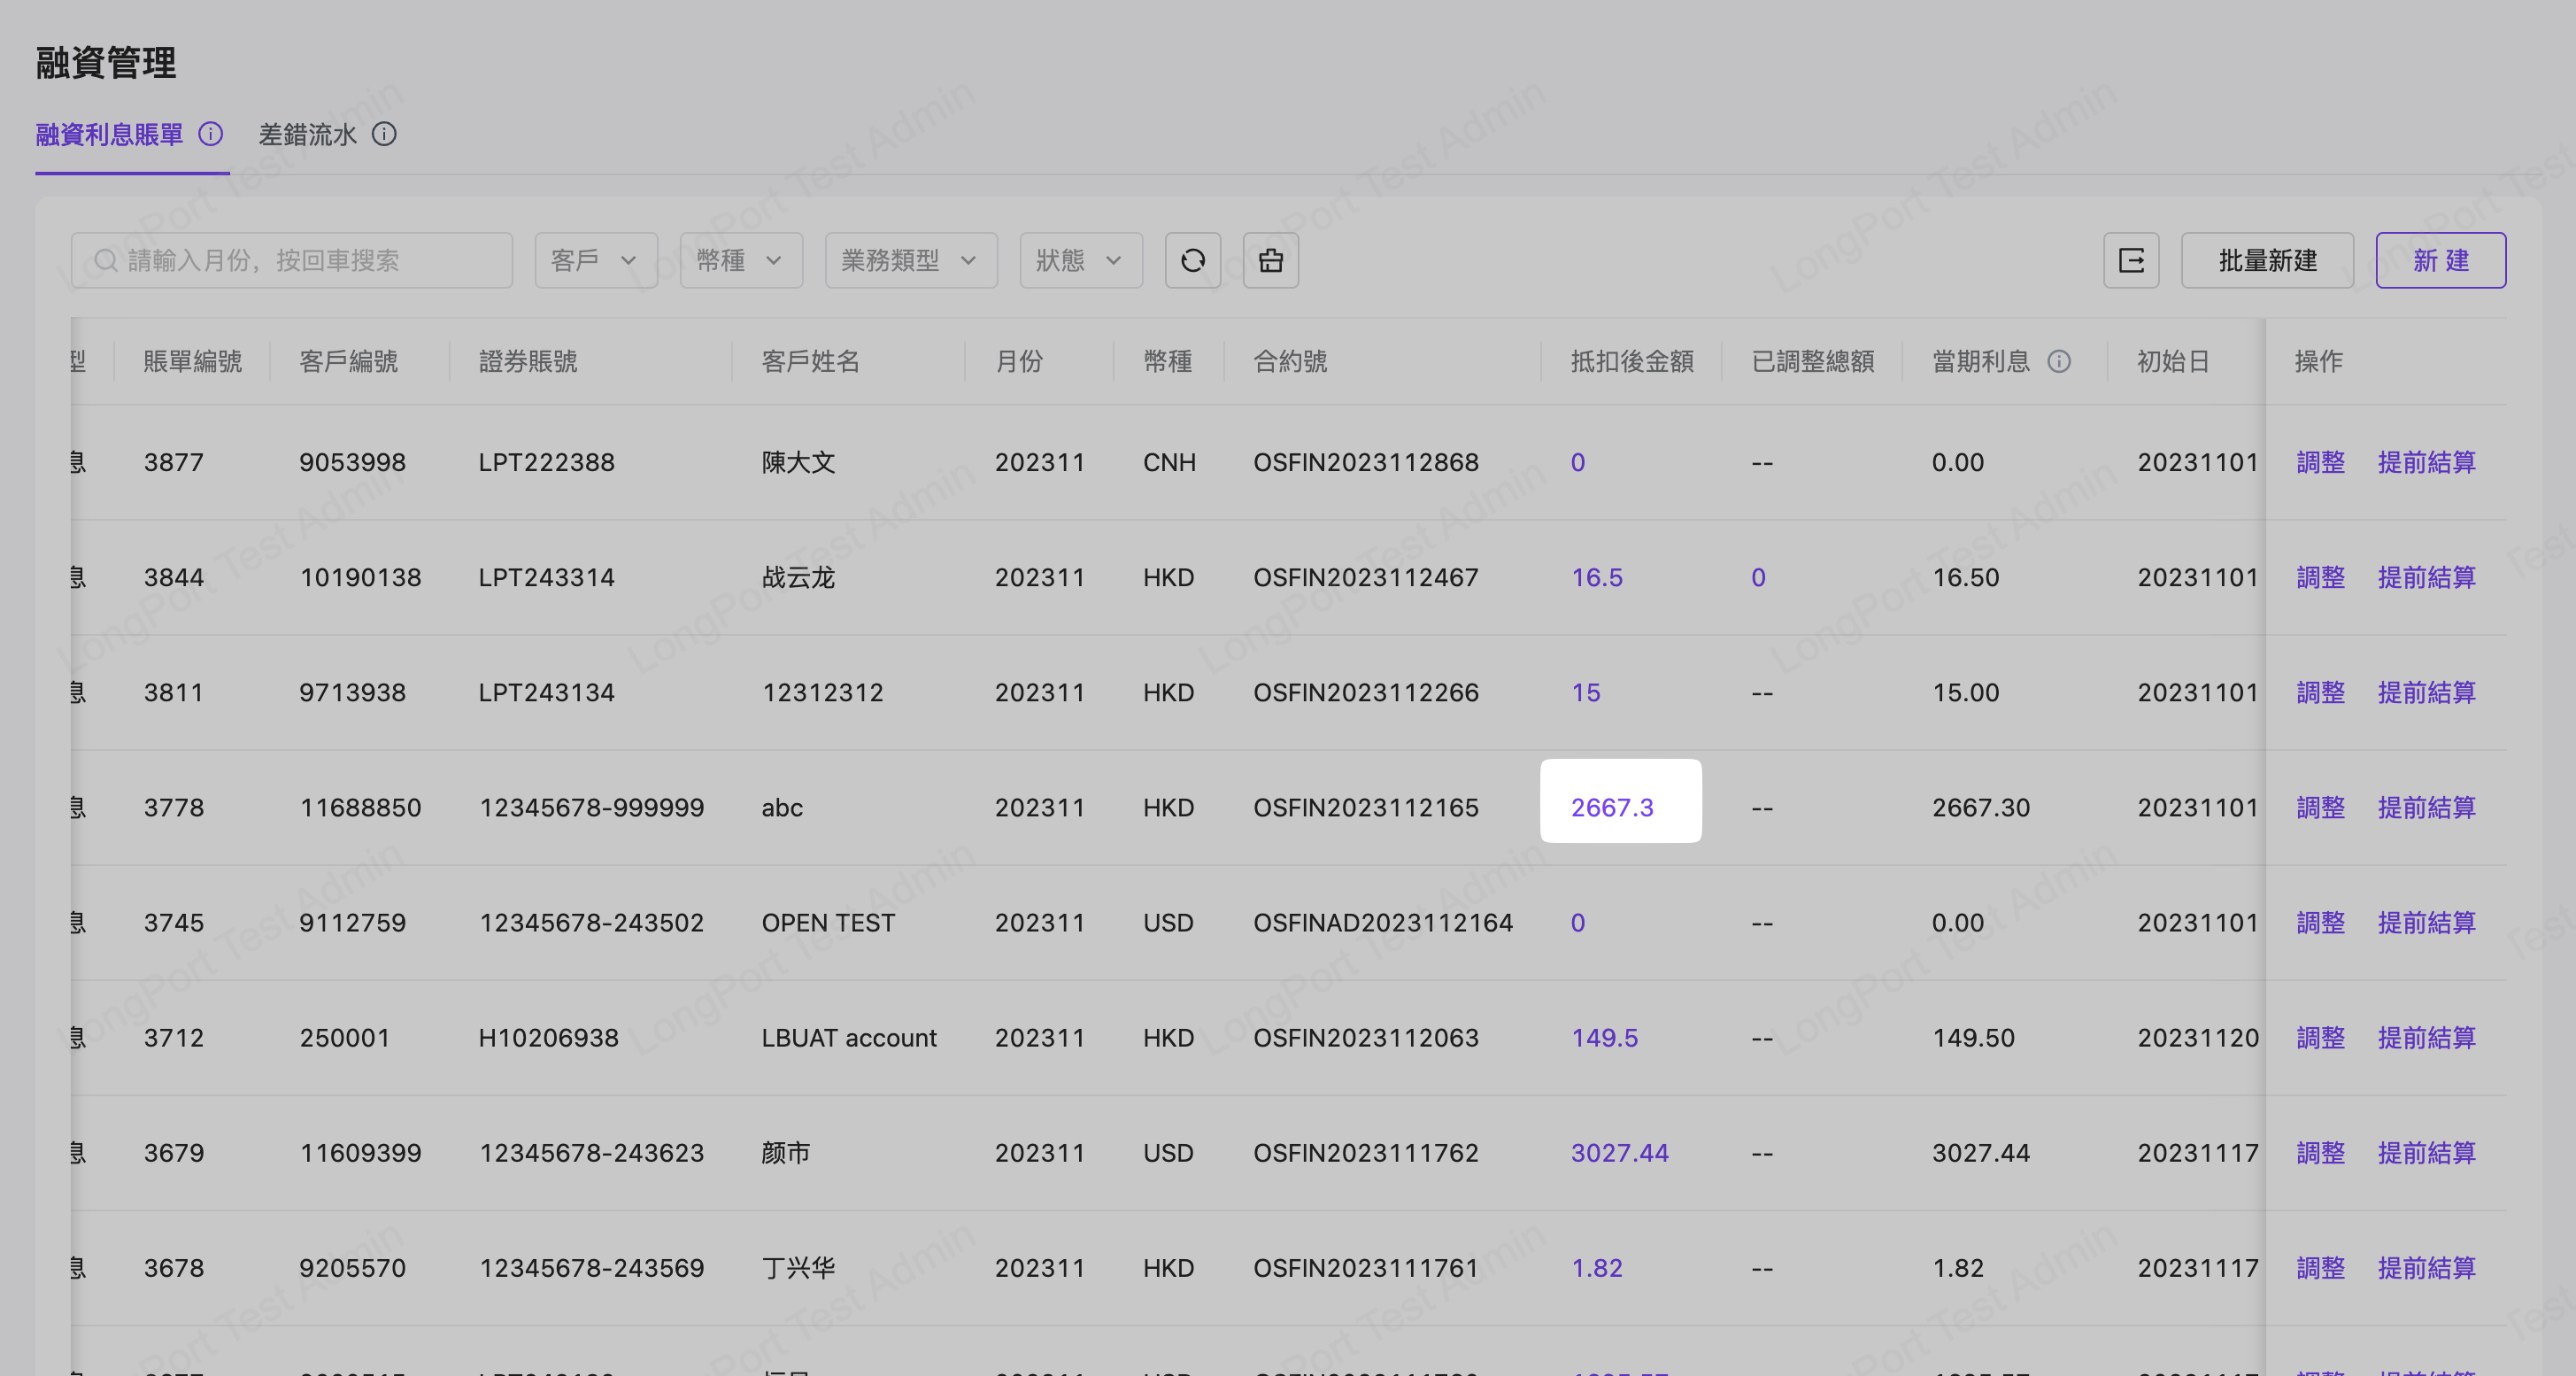 融資管理
融資利息賬單 差錯流水
請輸入月份，按回車搜索 客戶 幣種 業務類型 狀態 批量新建 新建
型 賬單編號 客戶編號 證券賬號 客戶姓名 月份 幣種 合約號 抵扣後金額 已調整總額 當期利息 初始日 操作
息 3877 9053998 LPT222388 陳大文 202311 CNH OSFIN2023112868 0 -- 0.00 20231101 調整 提前結算
息 3844 10190138 LPT243314 战云龙 202311 HKD OSFIN2023112467 16.5 0 16.50 20231101 調整 提前結算
息 3811 9713938 LPT243134 12312312 202311 HKD OSFIN2023112266 15 -- 15.00 20231101 調整 提前結算
息 3778 11688850 12345678-999999 abc 202311 HKD OSFIN2023112165 2667.3 -- 2667.30 20231101 調整 提前結算
息 3745 9112759 12345678-243502 OPEN TEST 202311 USD OSFINAD2023112164 0 -- 0.00 20231101 調整 提前結算
息 3712 250001 H10206938 LBUAT account 202311 HKD OSFIN2023112063 149.5 -- 149.50 20231120 調整 提前結算
息 3679 11609399 12345678-243623 颜市 202311 USD OSFIN2023111762 3027.44 -- 3027.44 20231117 調整 提前結算
息 3678 9205570 12345678-243569 丁兴华 202311 HKD OSFIN2023111761 1.82 -- 1.82 20231117 調整 提前結算
LongPort Test Admin